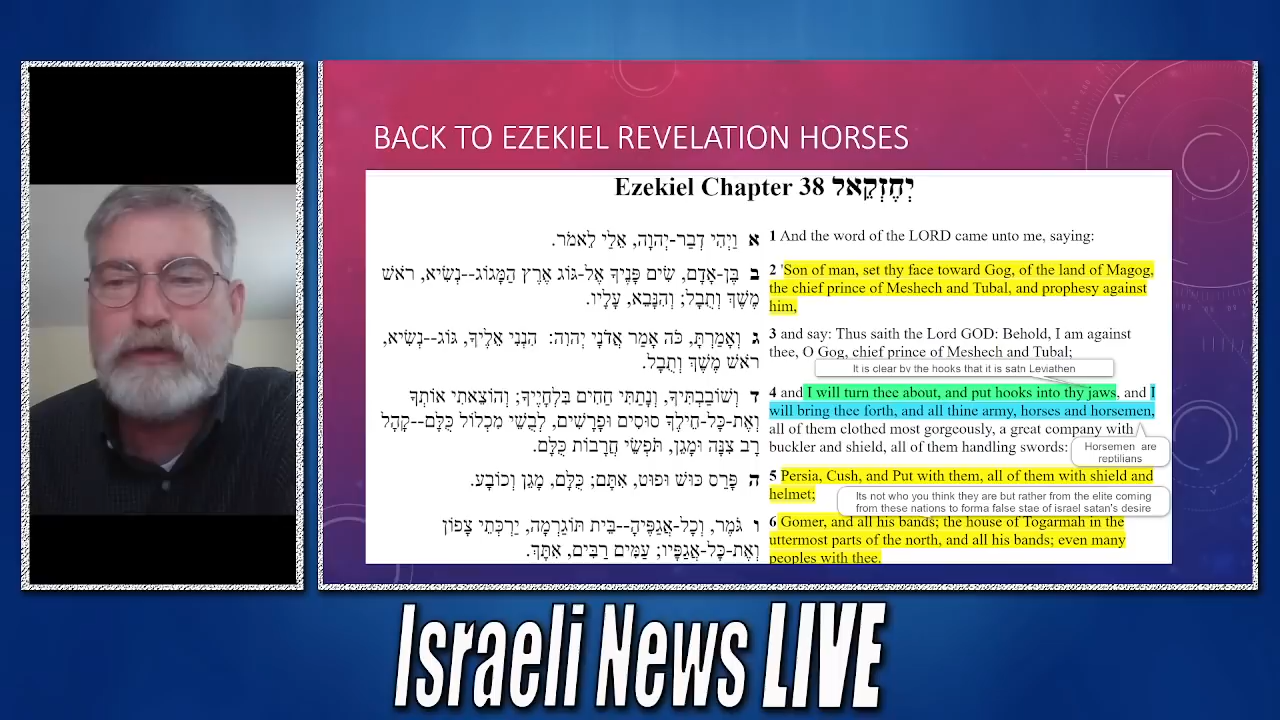 BACK TO EZEKIEL REVELATION HORSES
Ezekiel Chapter 38 יְחֶזְקֵאל
א וַיְהִי דְבַר-יְהוָה, אֵלַי לֵאמֹר.
ב בֶּן-אָדָם, שִׂים פָּנֶיךָ אֶל-גּוֹג אֶרֶץ הַמָּגוֹג--נְשִׂיא, רֹאשׁ
מֶשֶׁךְ וְתֻבָל; וְהִנָּבֵא, עָלָיו.
ג וְאָמַרְתָּ, כֹּה אָמַר אֲדֹנָי יְהוִה: הִנְנִי אֵלֶיךָ, גּוֹג--נְשִׂיא,
רֹאשׁ מֶשֶׁךְ וְתֻבָל.
ד וְשׁוֹבַבְתִּיךָ, וְנָתַתִּי חַחִים בִּלְחָיֶיךָ; וְהוֹצֵאתִי אוֹתְךָ
וְאֶת-כָּל-חֵילֶךָ סוּסִים וּפָרָשִׁים, לְבֻשֵׁי מִכְלוֹל כֻּלָּם--קָהָל
רָב צִנָּה וּמָגֵן, תֹּפְשֵׂי חֲרָבוֹת כֻּלָּם.
ה פָּרַס כּוּשׁ וּפוּט, אִתָּם; כֻּלָּם, מָגֵן וְכוֹבָע.
ו גֹּמֶר, וְכָל-אֲגַפֶּיהָ--בֵּית תּוֹגַרְמָה, יַרְכְּתֵי צָפוֹן
וְאֶת-כָּל-אֲגַפָּיו; עַמִּים רַבִּים, אִתָּךְ.
1 And the word of the LORD came unto me, saying:
2 'Son of man, set thy face toward Gog, of the land of Magog,
the chief prince of Meshech and Tubal, and prophesy against
him,
3 and say: Thus saith the Lord GOD: Behold, I am against
thee, O Gog, chief prince of Meshech and Tubal;
It is clear by the hooks that it is satn Leviathen
4 and I will turn thee about, and put hooks into thy jaws, and I
will bring thee forth, and all thine army, horses and horsemen,
all of them clothed most gorgeously, a great company with
buckler and shield, all of them handling swords:
Horsemen are
reptilians
5 Persia, Cush, and Put with them, all of them with shield and
helmet;
Its not who you think they are but rather from the elite coming
from these nations to forma false stae of israel satan's desire
6 Gomer, and all his bands; the house of Togarmah in the
uttermost parts of the north, and all his bands; even many
peoples with thee.
Israeli News LIVE